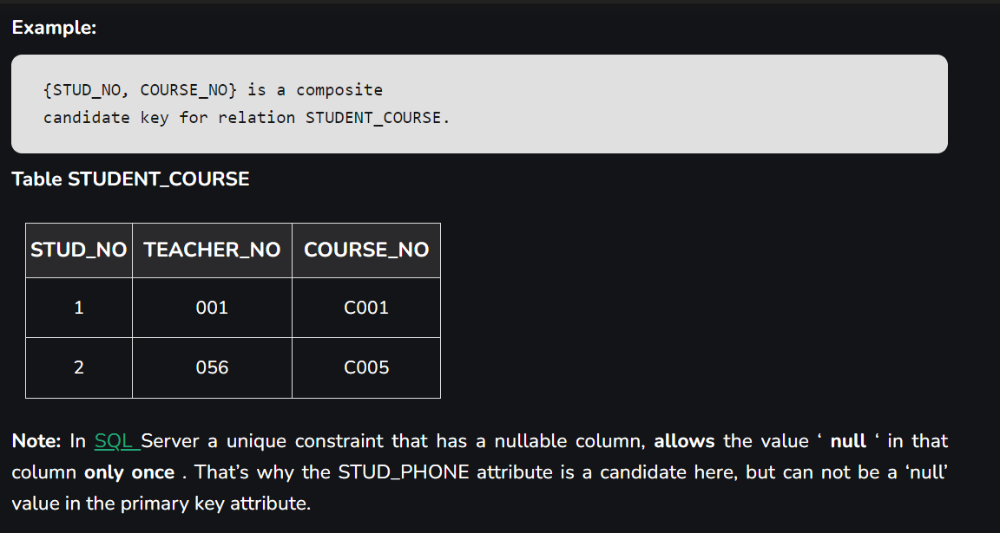 Example:
{STUD_NO, COURSE_NO} is a composite
candidate key for relation STUDENT_COURSE.
Table STUDENT_COURSE
STUD_NO TEACHER_NO COURSE_NO
1 001 C001
2 056 C005
Note: In SQL Server a unique constraint that has a nullable column, allows the value ‘ null ‘ in that
column only once . That’s why the STUD_PHONE attribute is a candidate here, but can not be a ‘null’
value in the primary key attribute.